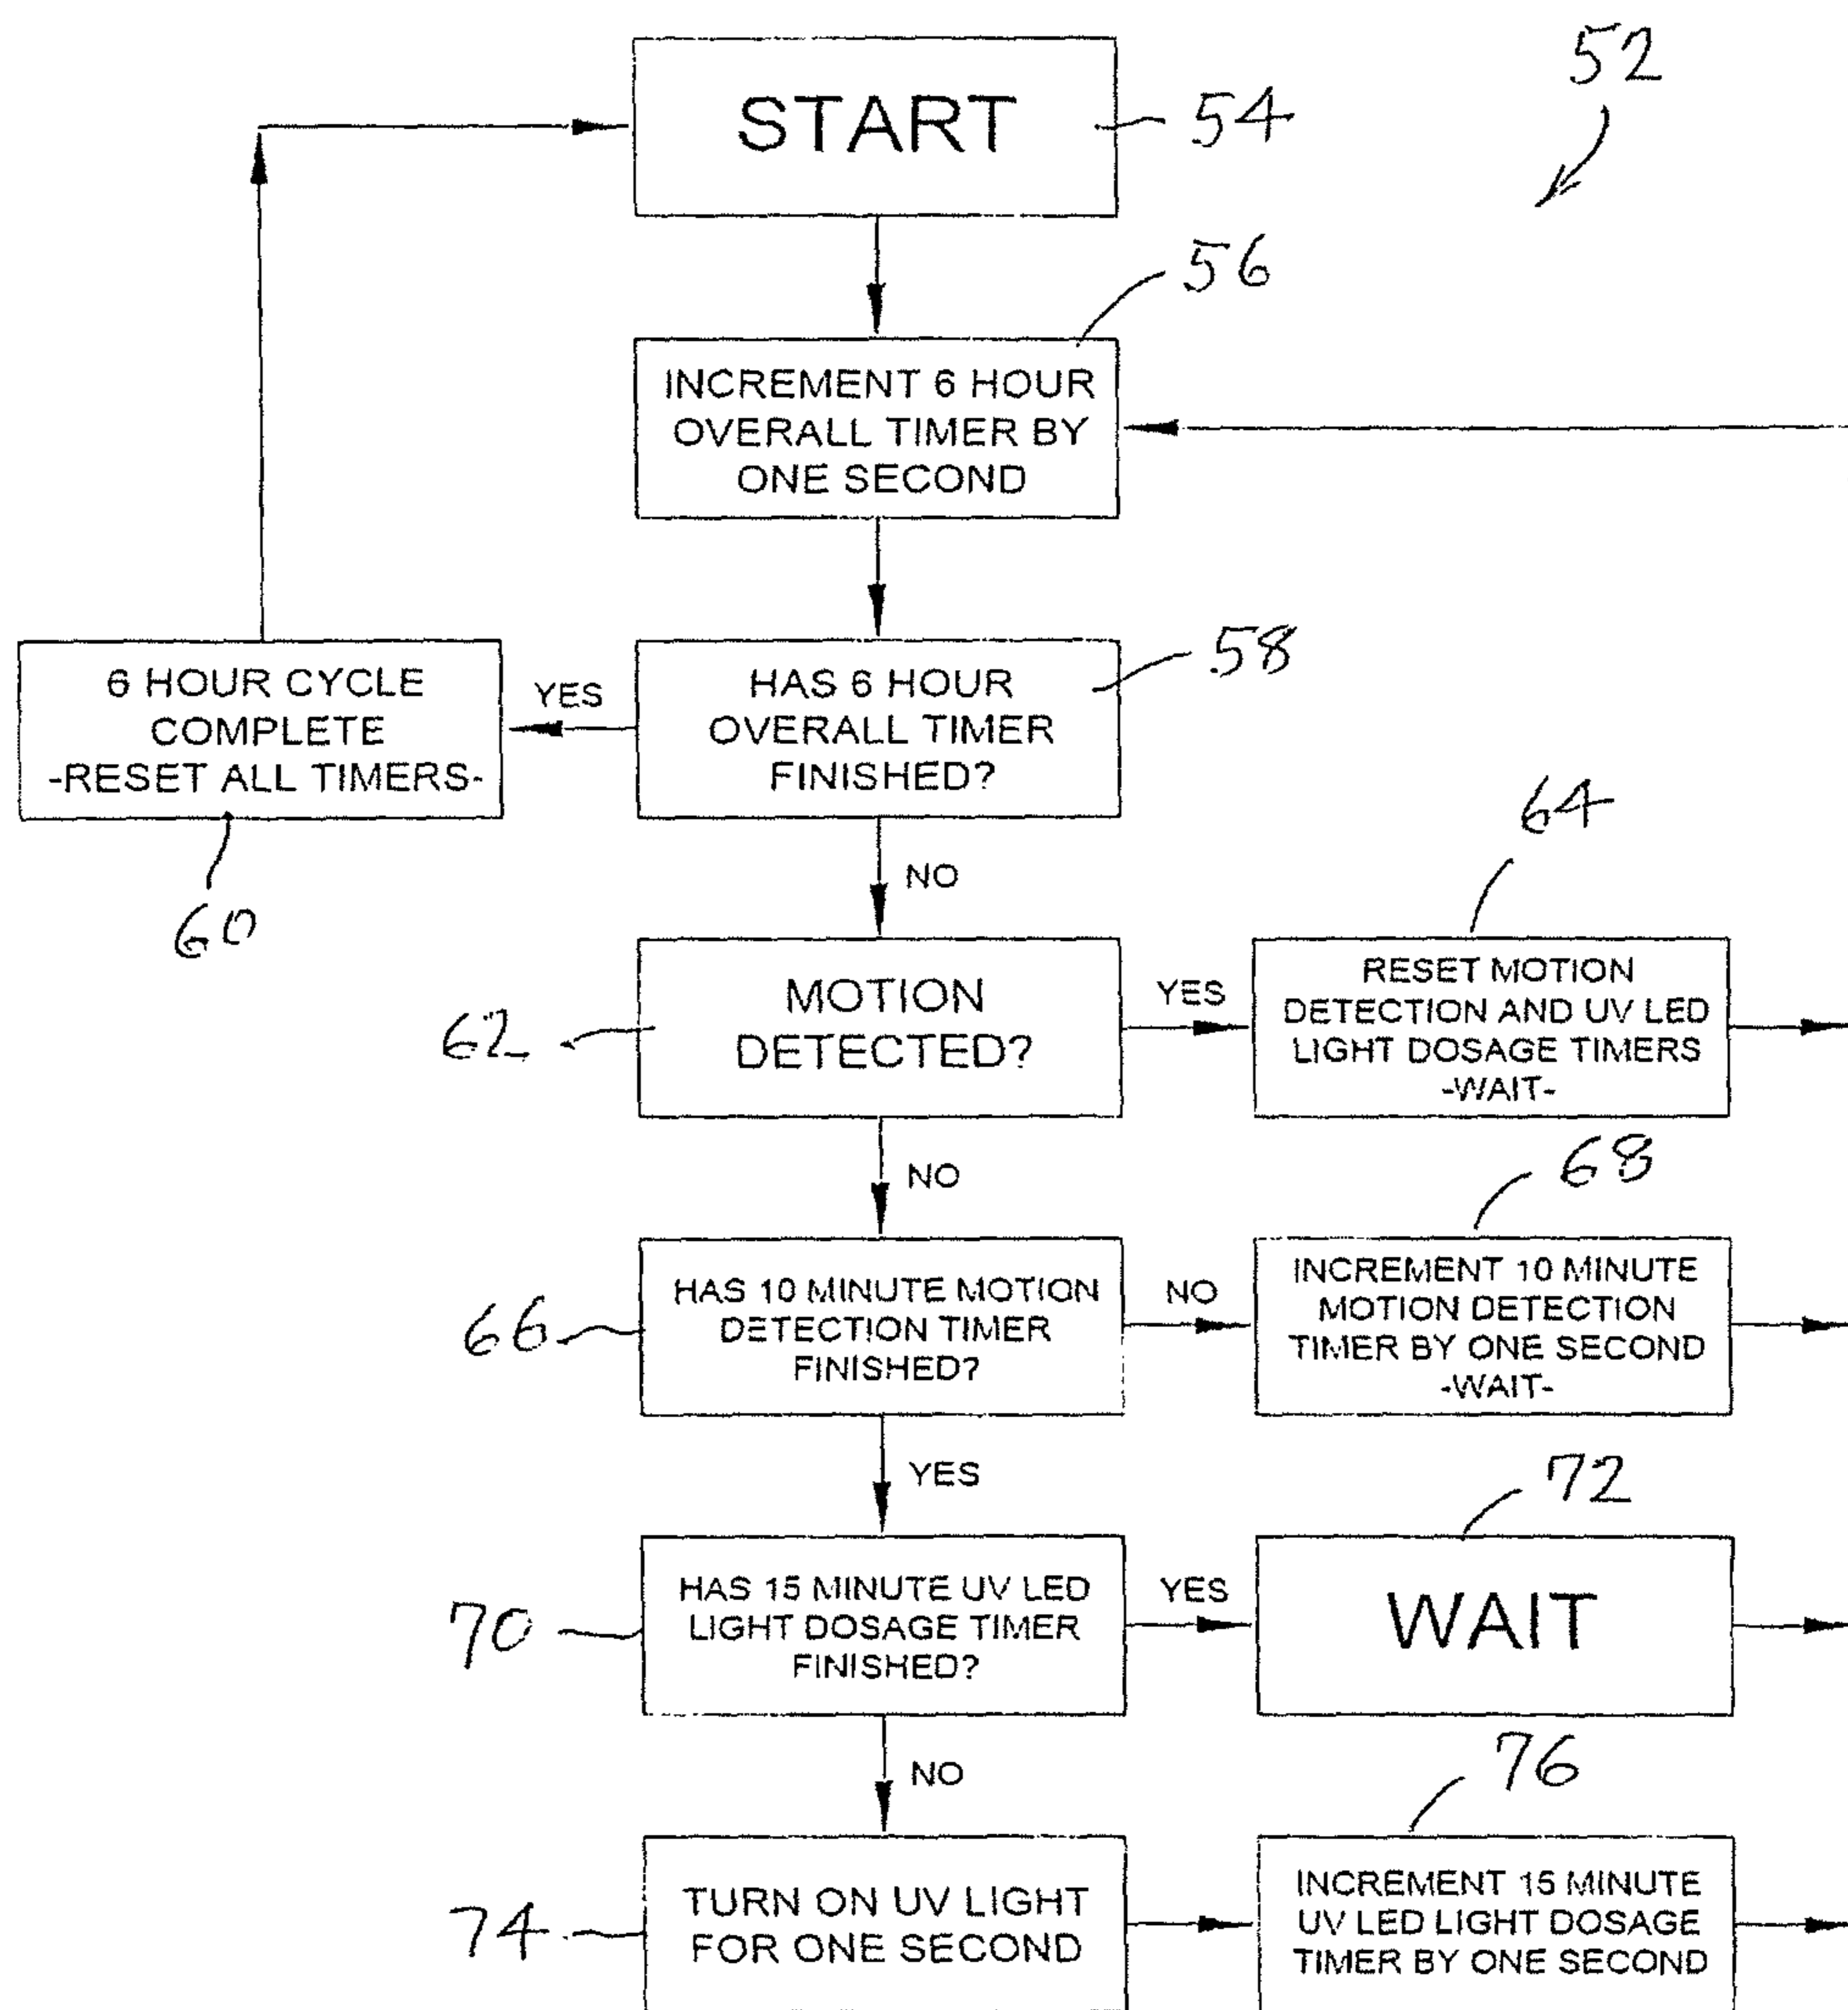 52
START
54
56
INCREMENT 6 HOUR
OVERALL TIMER BY
ONE SECOND
58
6 HOUR CYCLE
COMPLETE
-RESET ALL TIMERS-
YES
HAS 6 HOUR
OVERALL TIMER
FINISHED?
60
NO
64
62
MOTION
DETECTED?
YES
RESET MOTION
DETECTION AND UV LED
LIGHT DOSAGE TIMERS
-WAIT-
NO
68
66
HAS 10 MINUTE MOTION
DETECTION TIMER
FINISHED?
NO
INCREMENT 10 MINUTE
MOTION DETECTION
TIMER BY ONE SECOND
-WAIT-
YES
72
70
HAS 15 MINUTE UV LED
LIGHT DOSAGE TIMER
FINISHED?
YES
WAIT
NO
76
74
TURN ON UV LIGHT
FOR ONE SECOND
INCREMENT 15 MINUTE
UV LED LIGHT DOSAGE
TIMER BY ONE SECOND